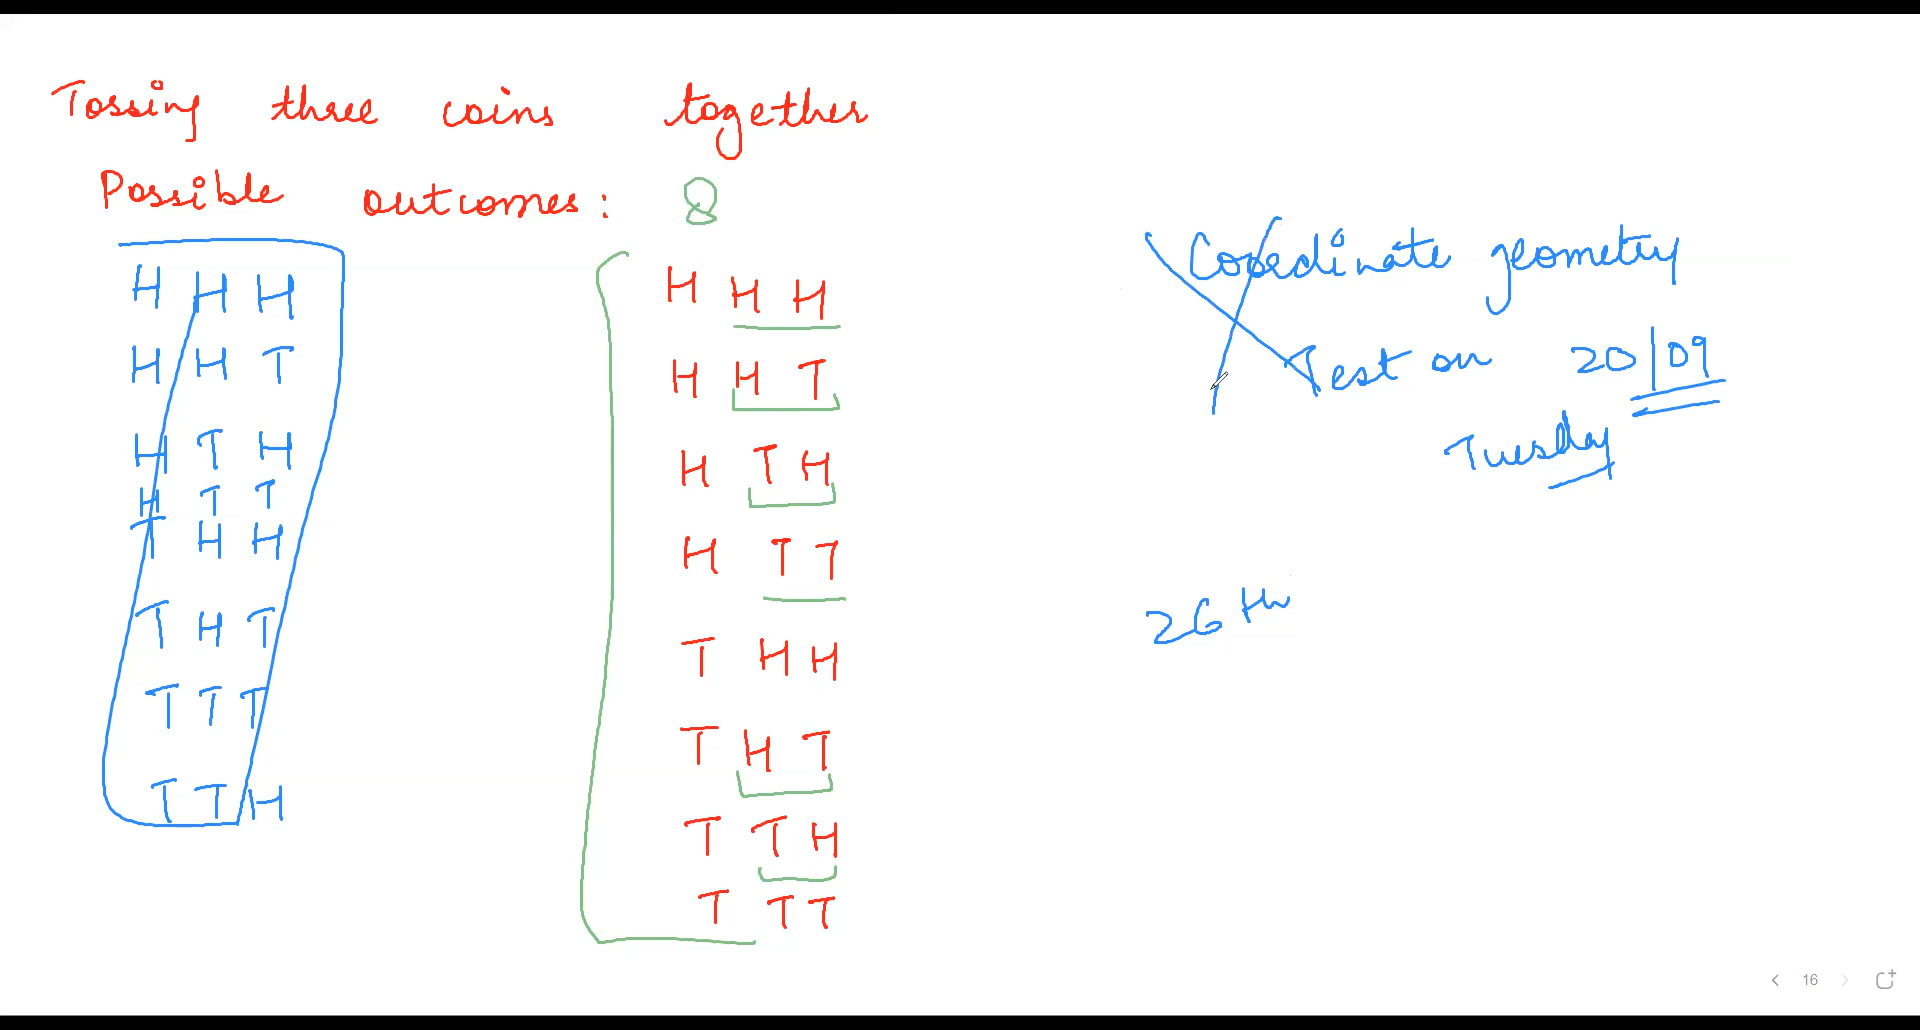 Tossing three coins together
Possible outcomes: 8
H H H
H H T
H T H
H T T
T H H
T H T
T T T
T T H
H H H
H H T
H T H
H T T
T H H
T H T
T T H
T T T
Coordinate geometry
Test on 20/09
Tuesday
26th
16